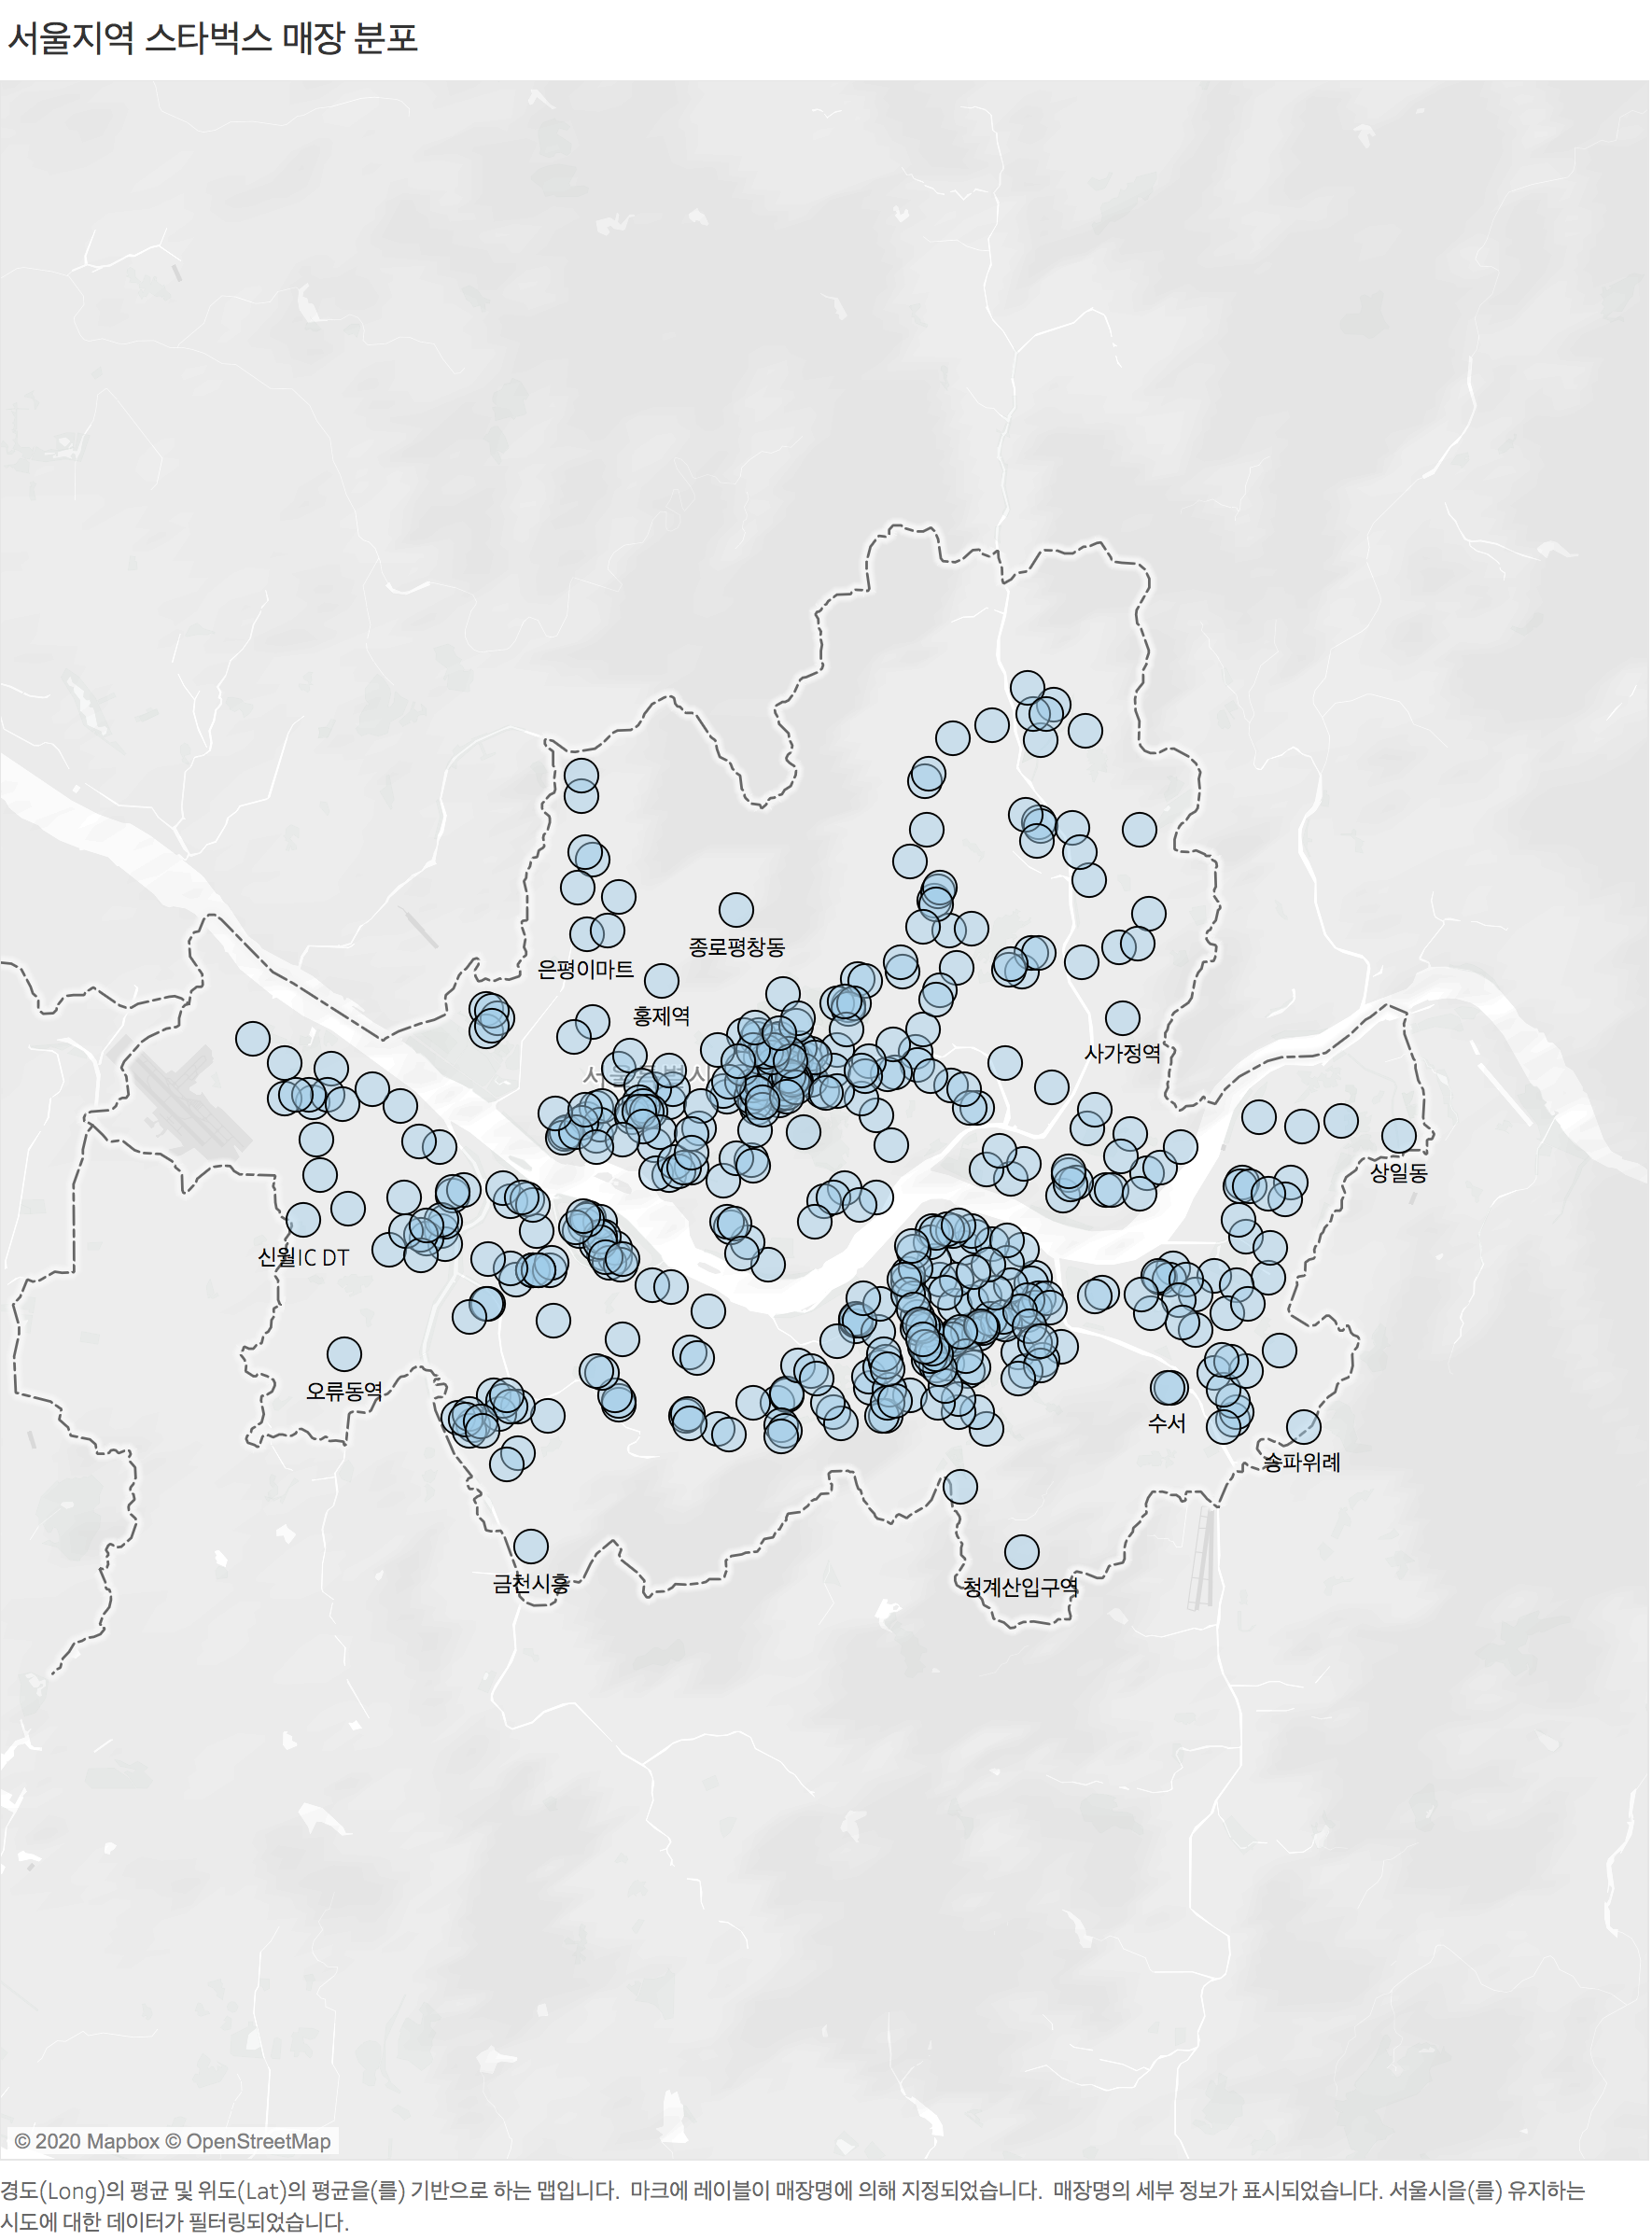 서울지역 스타벅스 매장 분포
종로평창동
은평이마트
홍제역
사가정역
상일동
신월IC DT
오류동역
수서
송파위례
금천시흥
청계산입구역
© 2020 Mapbox © OpenStreetMap
경도(Long)의 평균 및 위도(Lat)의 평균을(를) 기반으로 하는 맵입니다. 마크에 레이블이 매장명에 의해 지정되었습니다. 매장명의 세부 정보가 표시되었습니다. 서울시을(를) 유지하는
시도에 대한 데이터가 필터링되었습니다.